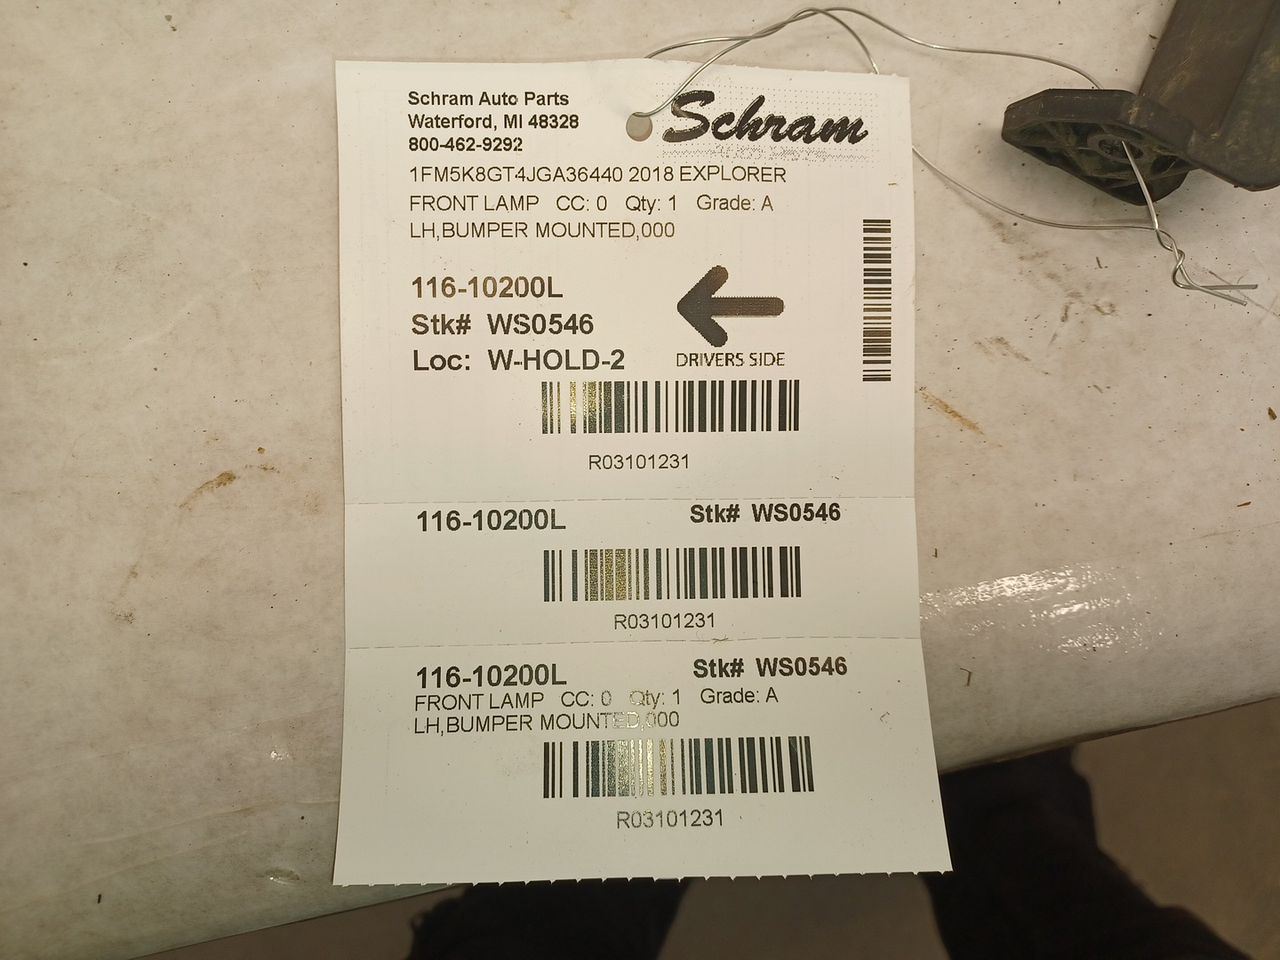 Schram Auto Parts
Waterford, MI 48328
800-462-9292
Schram
1FM5K8GT4JGA36440 2018 EXPLORER
FRONT LAMP CC: 0 Qty: 1 Grade: A
LH,BUMPER MOUNTED,000
116-10200L
Stk# WS0546
Loc: W-HOLD-2
DRIVERS SIDE
R03101231
116-10200L Stk# WS0546
R03101231
116-10200L Stk# WS0546
FRONT LAMP CC: 0 Qty: 1 Grade: A
LH,BUMPER MOUNTED,000
R03101231